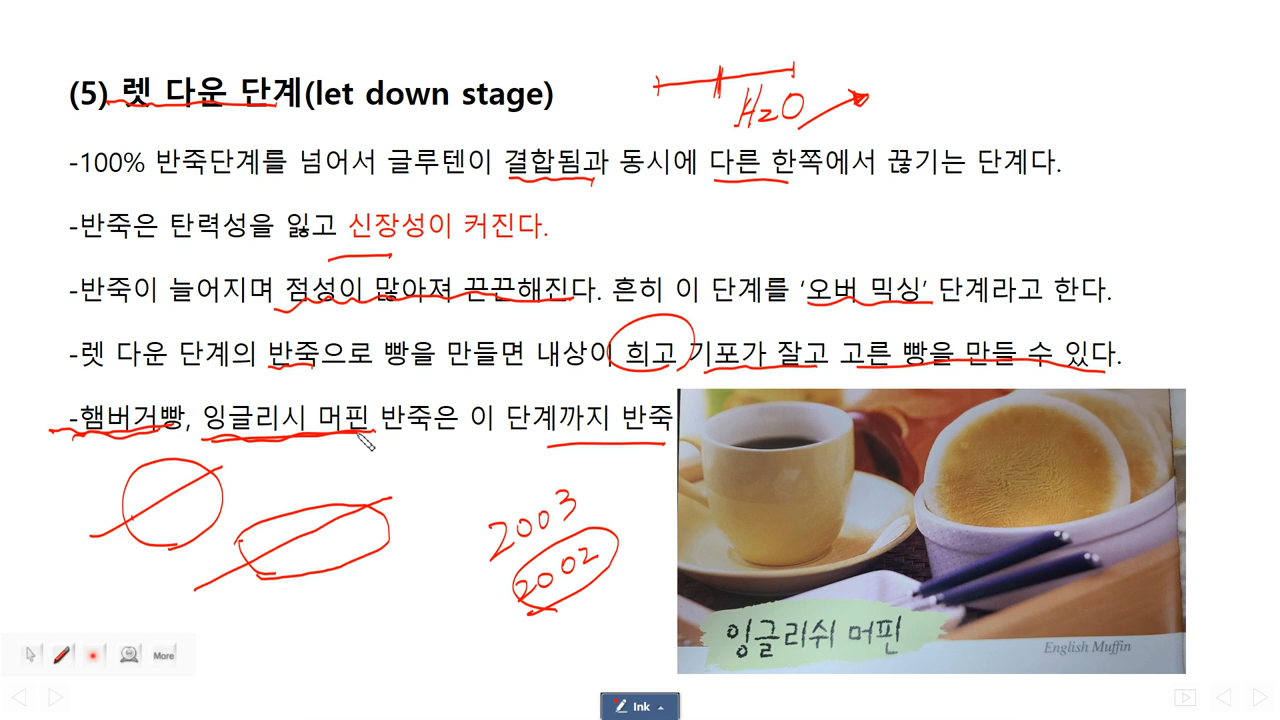 (5) 렛 다운 단계(let down stage)
H₂O
-100% 반죽단계를 넘어서 글루텐이 결합됨과 동시에 다른 한쪽에서 끊기는 단계다.
-반죽은 탄력성을 잃고 신장성이 커진다.
-반죽이 늘어지며 점성이 많아져 끈끈해진다. 흔히 이 단계를 ‘오버 믹싱’ 단계라고 한다.
-렛 다운 단계의 반죽으로 빵을 만들면 내상이 희고 기포가 잘고 고른 빵을 만들 수 있다.
-햄버거빵, 잉글리시 머핀 반죽은 이 단계까지 반죽
2003
2002
잉글리쉬 머핀
English Muffin
More
Ink